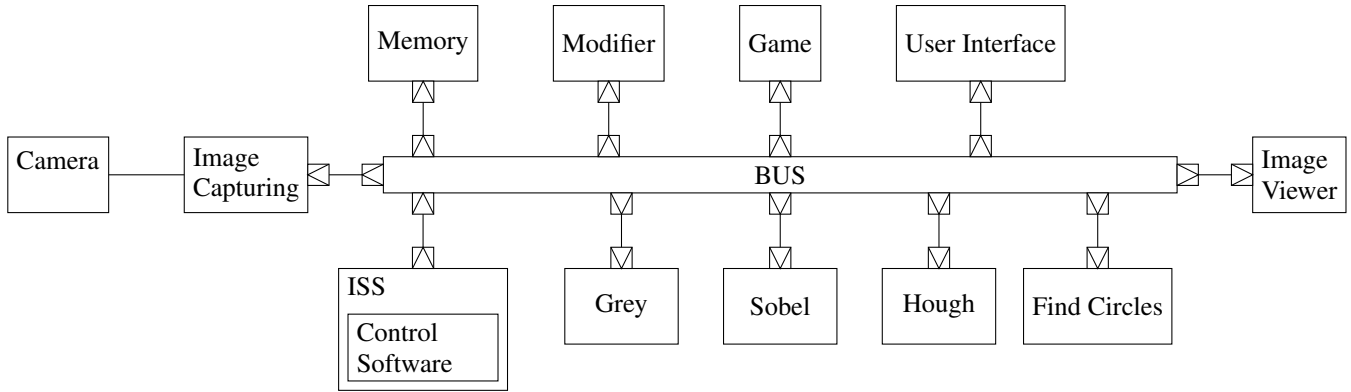 Memory
Modifier
Game
User Interface
Camera
Image
Capturing
BUS
Image
Viewer
ISS
Control
Software
Grey
Sobel
Hough
Find Circles